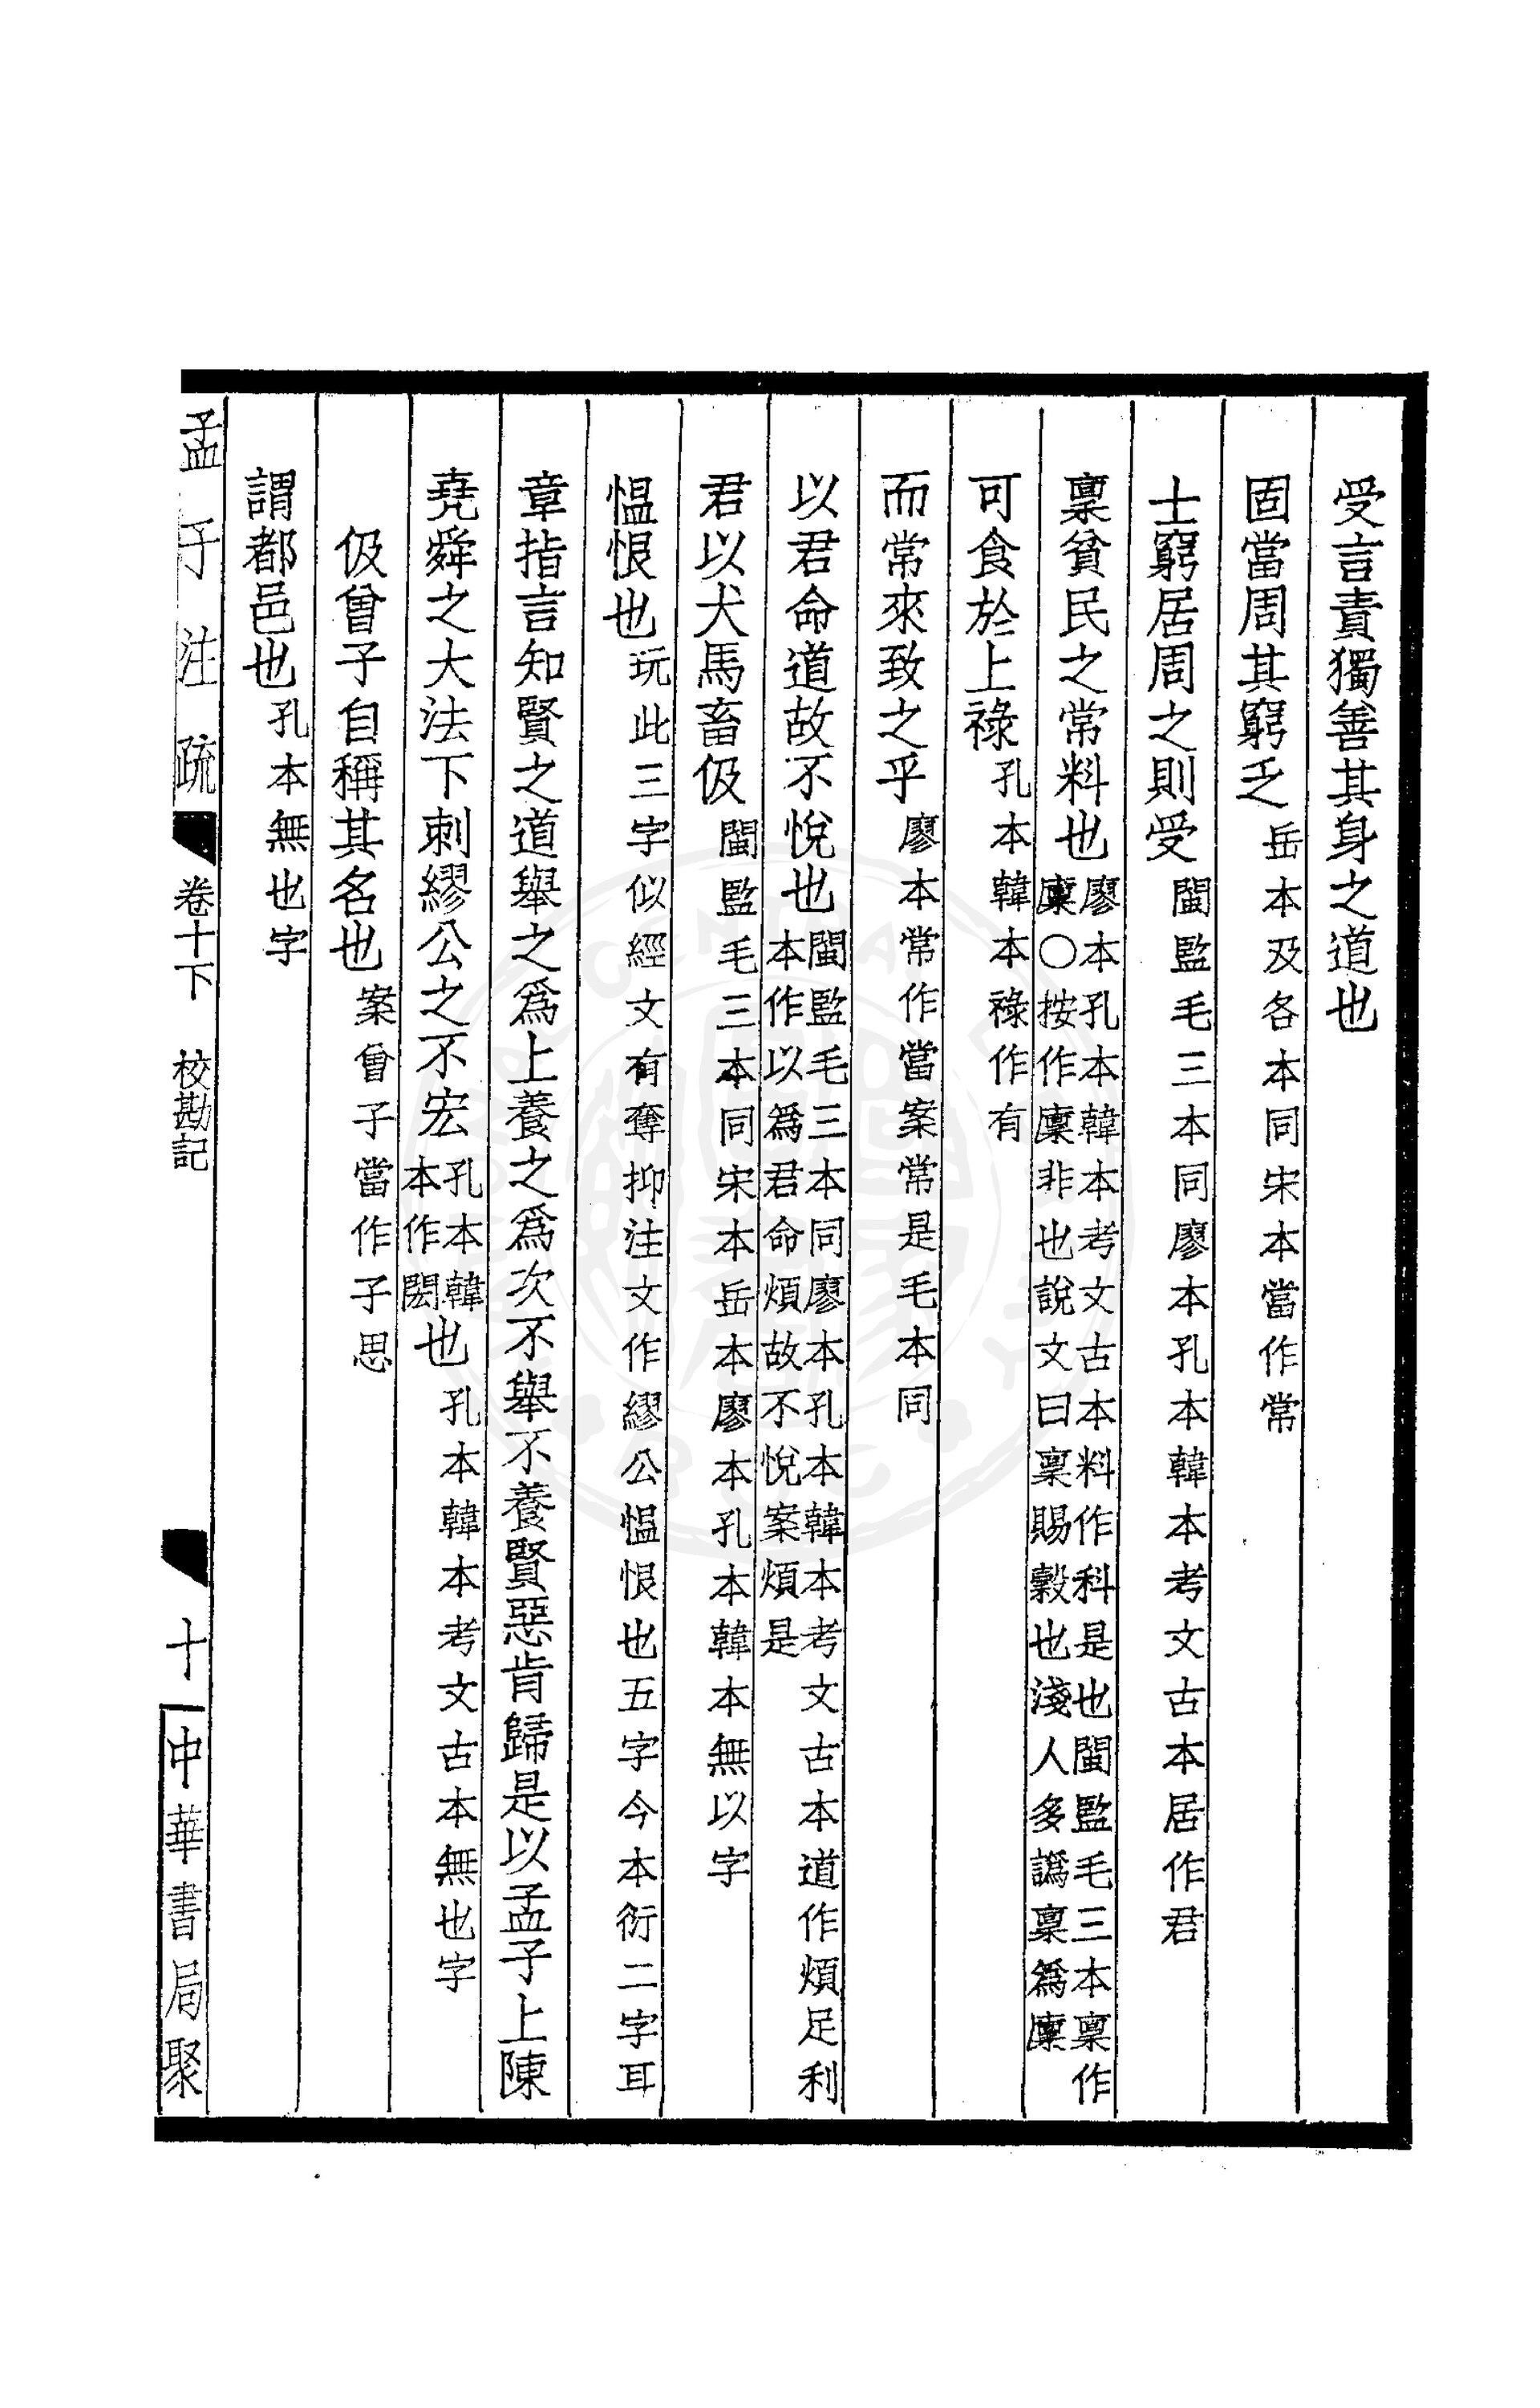 受言責獨善其身之道也
固當周其窮乏岳本及各本同宋本當作常
士窮居周之則受閩監毛三本同廖本孔本韓本考文古本居作君
稟貧民之常料也廖本孔本韓本考文古本料作科是也閩監毛三本稟作廩○按作廩非也說文曰稟賜穀也淺人多譌稟爲廩
可食於上祿孔本韓本祿作有
而常來致之乎廖本常作當案常是毛本同
以君命道故不悅也閩監毛三本同廖本孔本韓本考文古本道作煩足利本作以爲君命煩故不悅案煩是
君以犬馬畜伋閩監毛三本同宋本岳本廖本孔本韓本無以字
愠恨也玩此三字似經文有奪抑注文作繆公愠恨也五字今本衍二字耳
章指言知賢之道舉之爲上養之爲次不舉不養賢惡肯歸是以孟子上陳
堯舜之大法下刺繆公之不宏孔本韓本作閎也孔本韓本考文古本無也字
伋曾子自稱其名也案曾子當作子思
謂都邑也孔本無也字
孟子注疏 卷十下 校勘記 十一 中華書局聚